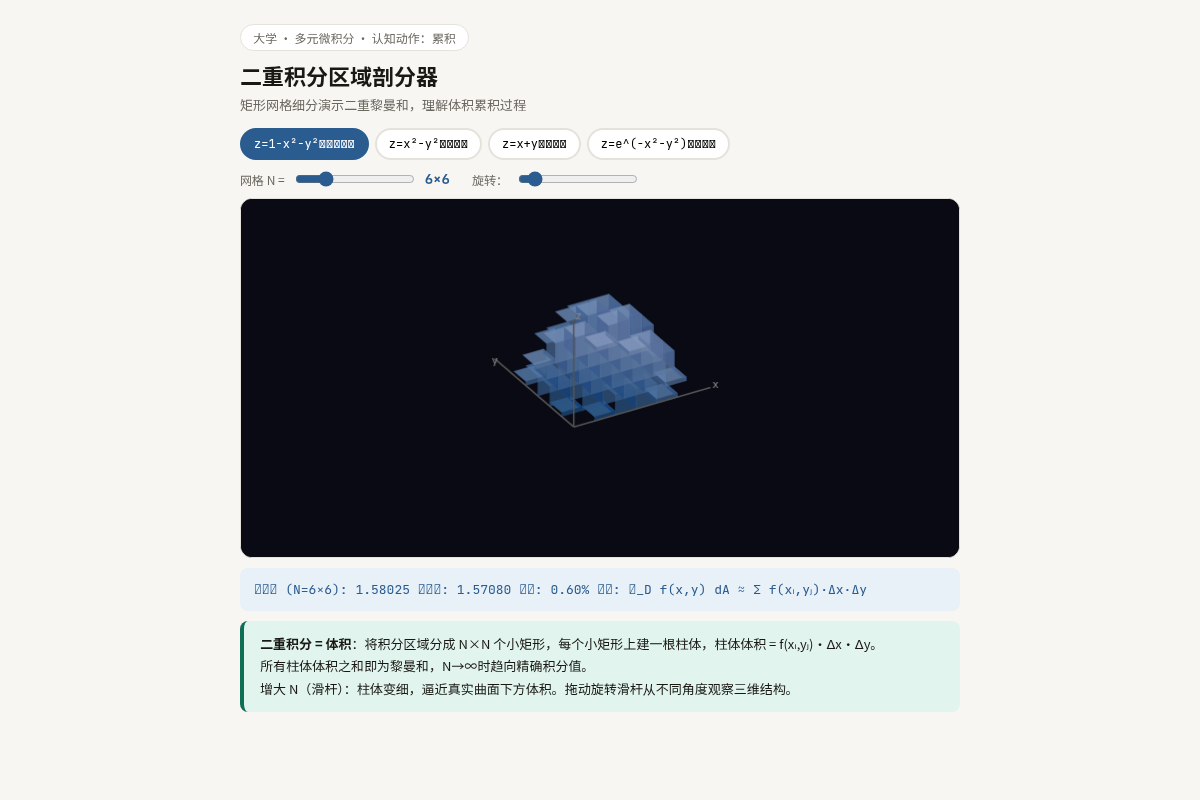 大学 · 多元微积分 · 认知动作：累积
二重积分区域剖分器
矩形网格细分演示二重黎曼和，理解体积累积过程
z=1-x²-y² z=x²-y² z=x+y z=e^(-x²-y²)
网格 N = 6×6 旋转：
z
y
x
(N=6×6): 1.58025 : 1.57080 : 0.60% : _D f(x,y) dA ≈ Σ f(xᵢ,yⱼ)·Δx·Δy
二重积分 = 体积：将积分区域分成 N×N 个小矩形，每个小矩形上建一根柱体，柱体体积 = f(xᵢ,yⱼ)·Δx·Δy。
所有柱体体积之和即为黎曼和，N→∞时趋向精确积分值。
增大 N（滑杆）：柱体变细，逼近真实曲面下方体积。拖动旋转滑杆从不同角度观察三维结构。